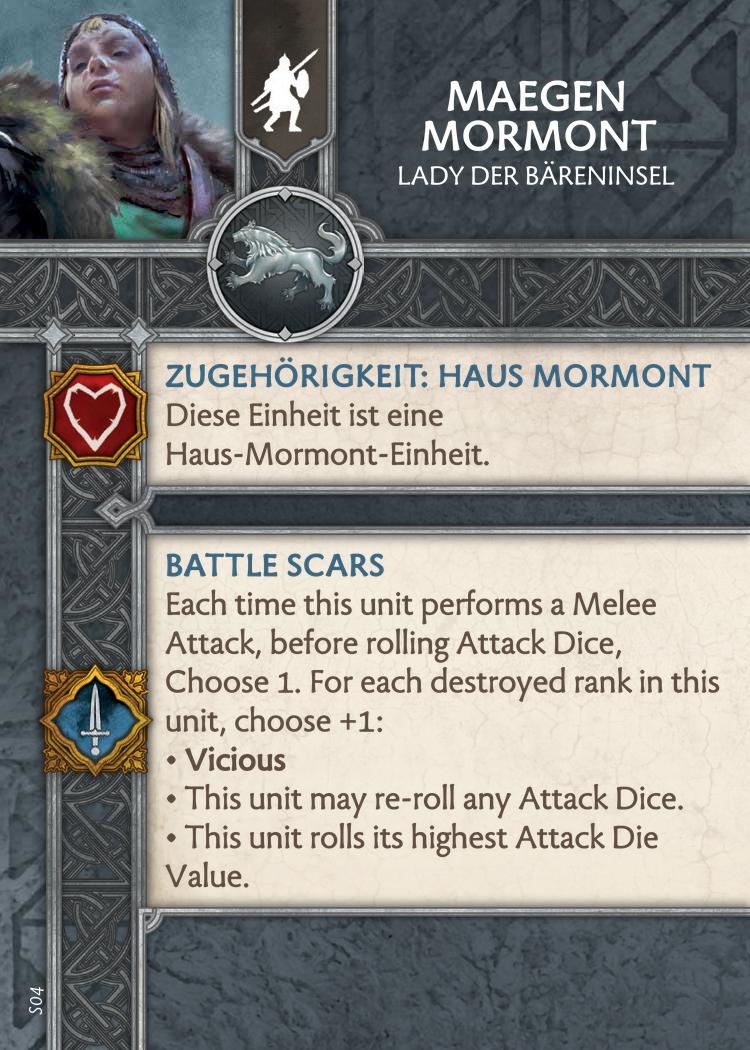 MAEGEN
MORMONT
LADY DER BÄRENINSEL
ZUGEHÖRIGKEIT: HAUS MORMONT
Diese Einheit ist eine
Haus-Mormont-Einheit.
BATTLE SCARS
Each time this unit performs a Melee
Attack, before rolling Attack Dice,
Choose 1. For each destroyed rank in this
unit, choose +1:
• Vicious
• This unit may re-roll any Attack Dice.
• This unit rolls its highest Attack Die
Value.
S04